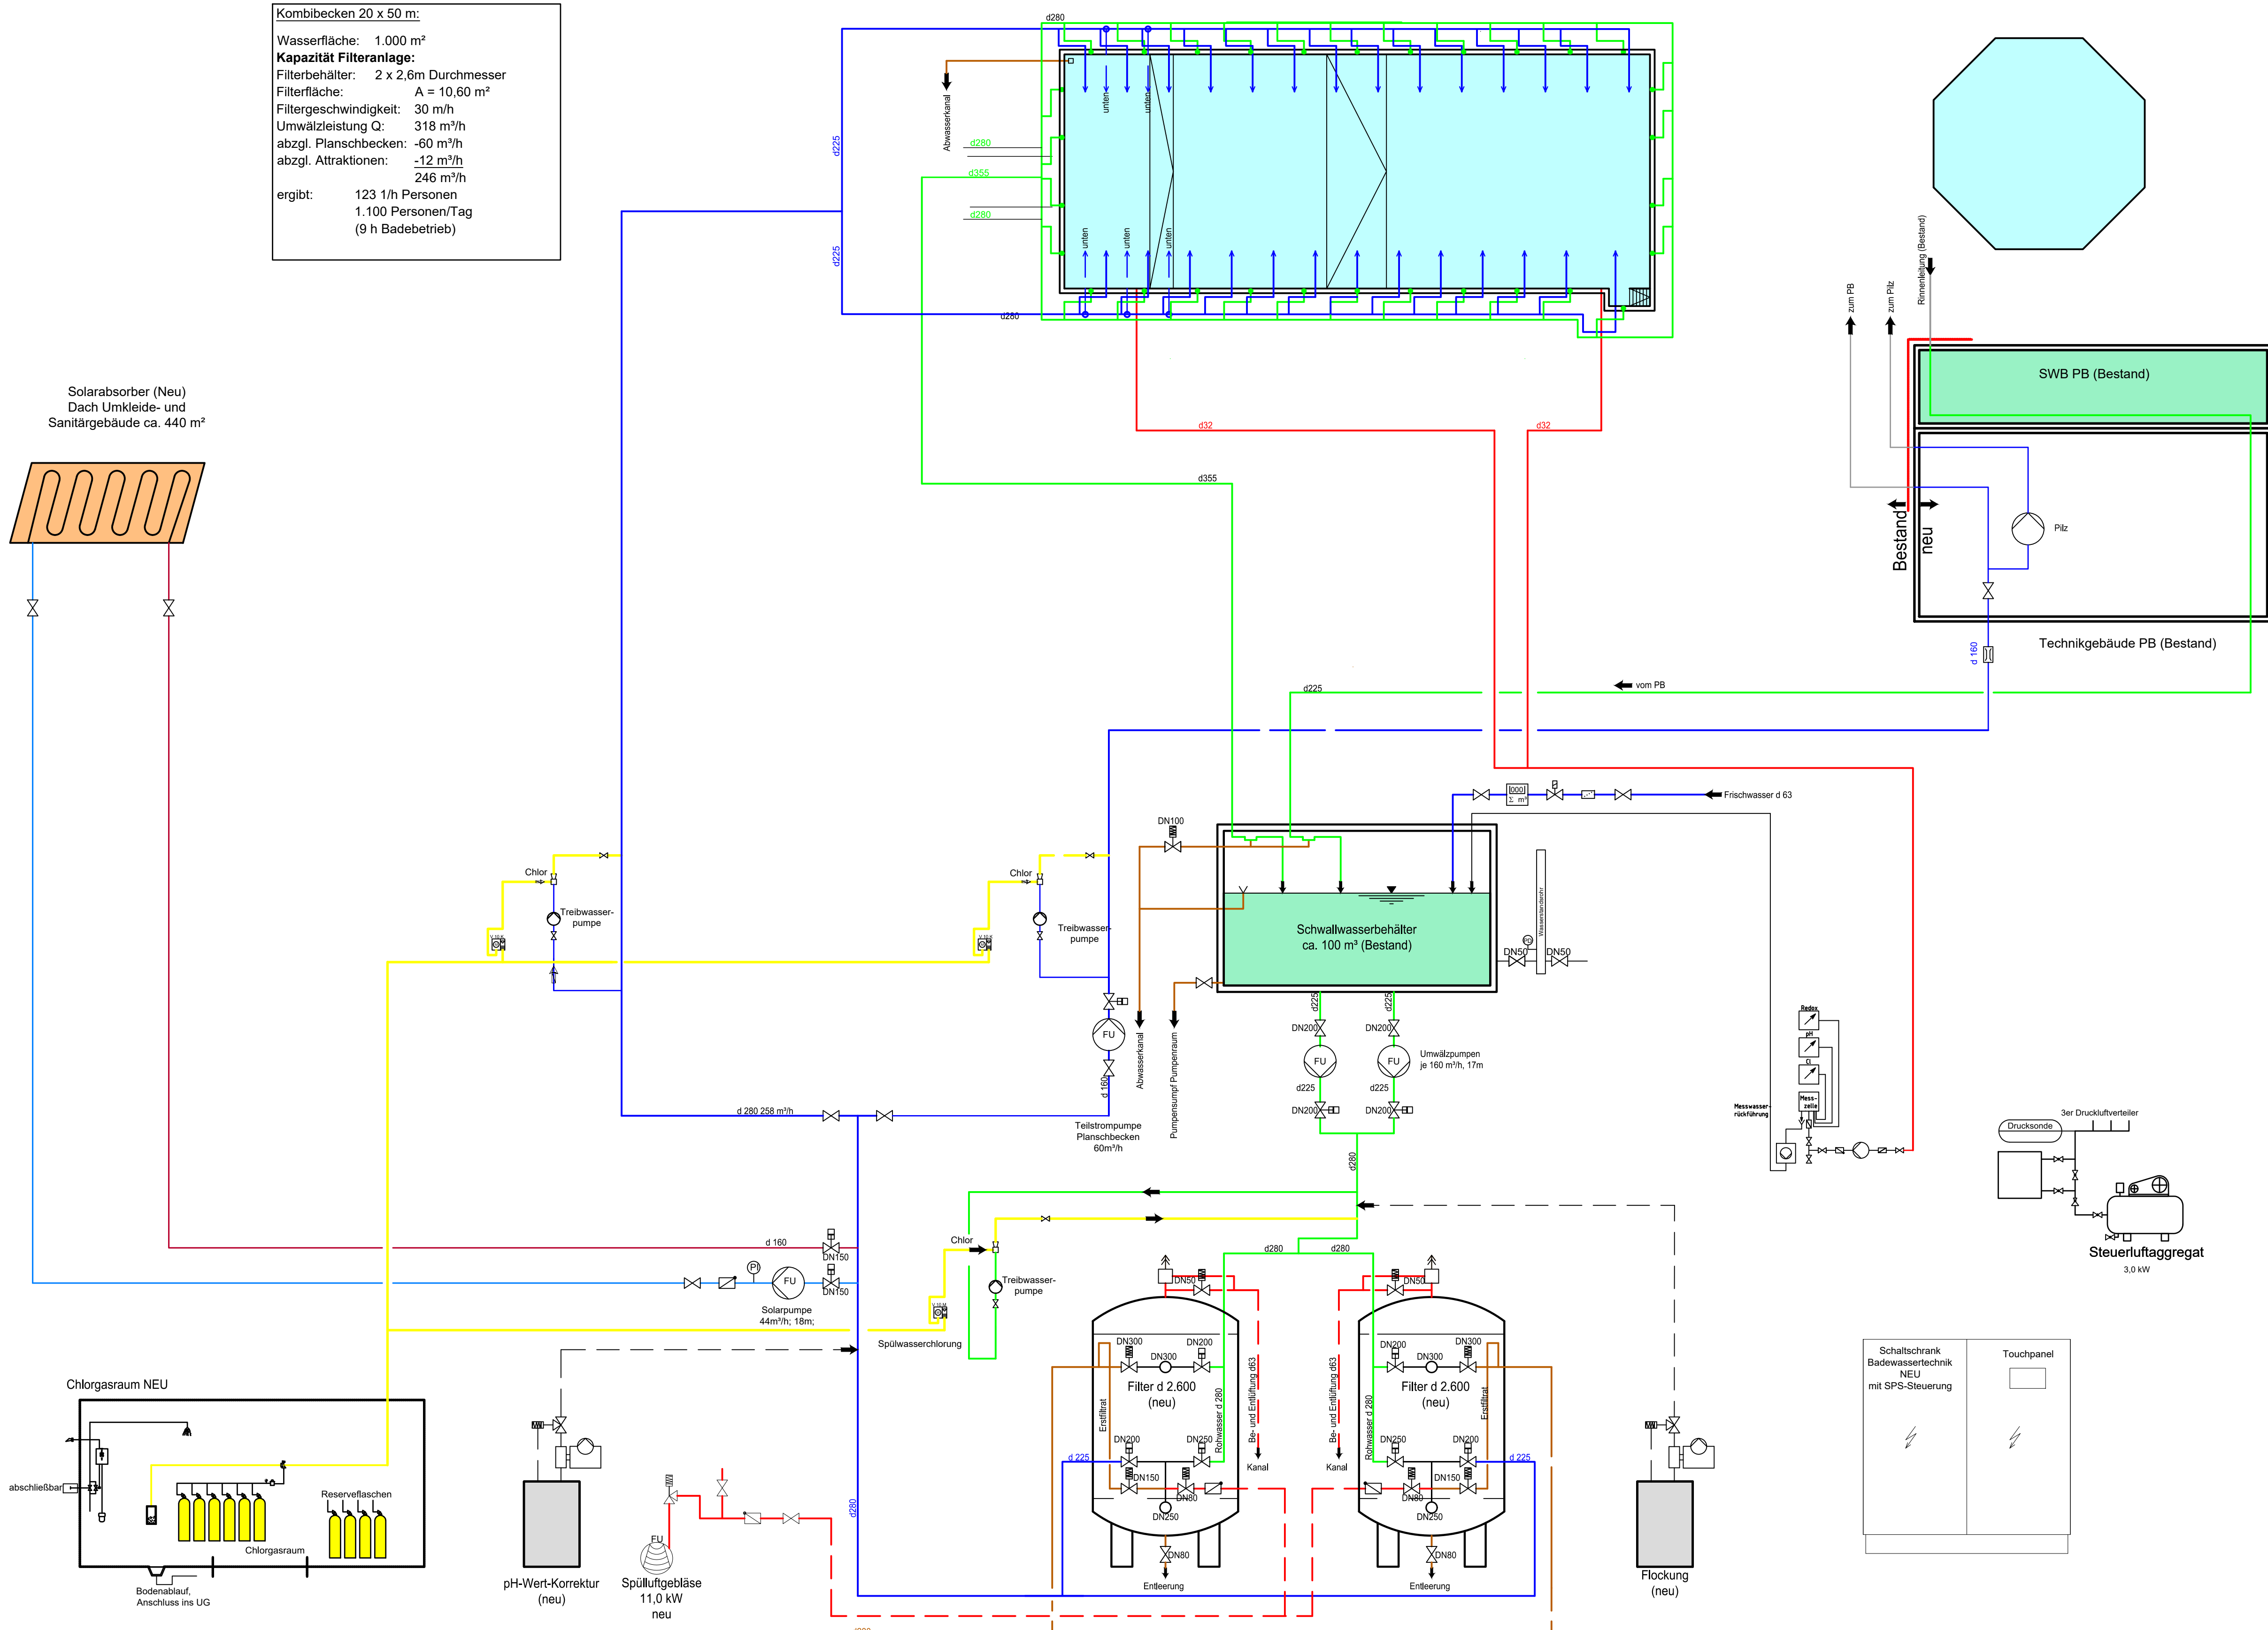 Kombibecken 20 x 50 m:
Wasserfläche: 1.000 m²
Kapazität Filteranlage:
Filterbehälter: 2 x 2,6m Durchmesser
Filterfläche: A = 10,60 m²
Filtergeschwindigkeit: 30 m/h
Umwälzleistung Q: 318 m³/h
abzgl. Planschbecken: -60 m³/h
abzgl. Attraktionen: -12 m³/h
246 m³/h
ergibt: 123 1/h Personen
1.100 Personen/Tag
(9 h Badebetrieb)
d280
d225
d225
Abwasserkanal
d280
d355
d280
d280
unten
unten
unten
unten
unten
d32
d32
d355
zum PB
zum Pilz
Rinnenleitung (Bestand)
SWB PB (Bestand)
Bestand
neu
Pilz
Technikgebäude PB (Bestand)
d 160
d225
vom PB
Solarabsorber (Neu)
Dach Umkleide- und
Sanitärgebäude ca. 440 m²
Frischwasser d 63
000
Σ m³
DN100
Chlor
Treibwasser-
pumpe
Chlor
Treibwasser-
pumpe
Schwallwasserbehälter
ca. 100 m³ (Bestand)
Wasserstandsrohr
DN50
DN50
FU
d 160
Abwasserkanal
Pumpensumpf Pumpenraum
d225
d225
DN200
DN200
FU
FU
Umwälzpumpen
je 160 m³/h, 17m
d225
d225
DN200
DN200
d280
d 280 258 m³/h
Teilstrompumpe
Planschbecken
60m³/h
Redox
pH
Cl
Mess-
zelle
Messwasser-
rückführung
3er Druckluftverteiler
Drucksonde
Steuerluftaggregat
3,0 kW
d 160
DN150
PI
FU
DN150
Solarpumpe
44m³/h; 18m;
Chlor
Treibwasser-
pumpe
Spülwasserchlorung
d280
d280
DN50
DN50
DN300
DN200
DN300
Filter d 2.600
(neu)
Erstfiltrat
Rohwasser d 280
Be- und Entlüftung d63
Kanal
DN200
DN250
d 225
DN150
DN80
DN250
DN80
Entleerung
DN200
DN300
DN300
Filter d 2.600
(neu)
Erstfiltrat
Rohwasser d 280
Be- und Entlüftung d63
Kanal
DN250
DN200
d 225
DN150
DN80
DN250
DN80
Entleerung
d280
Chlorgasraum NEU
abschließbar
Reserveflaschen
Chlorgasraum
Bodenablauf,
Anschluss ins UG
pH-Wert-Korrektur
(neu)
FU
Spülluftgebläse
11,0 kW
neu
Flockung
(neu)
Schaltschrank
Badewassertechnik
NEU
mit SPS-Steuerung
Touchpanel